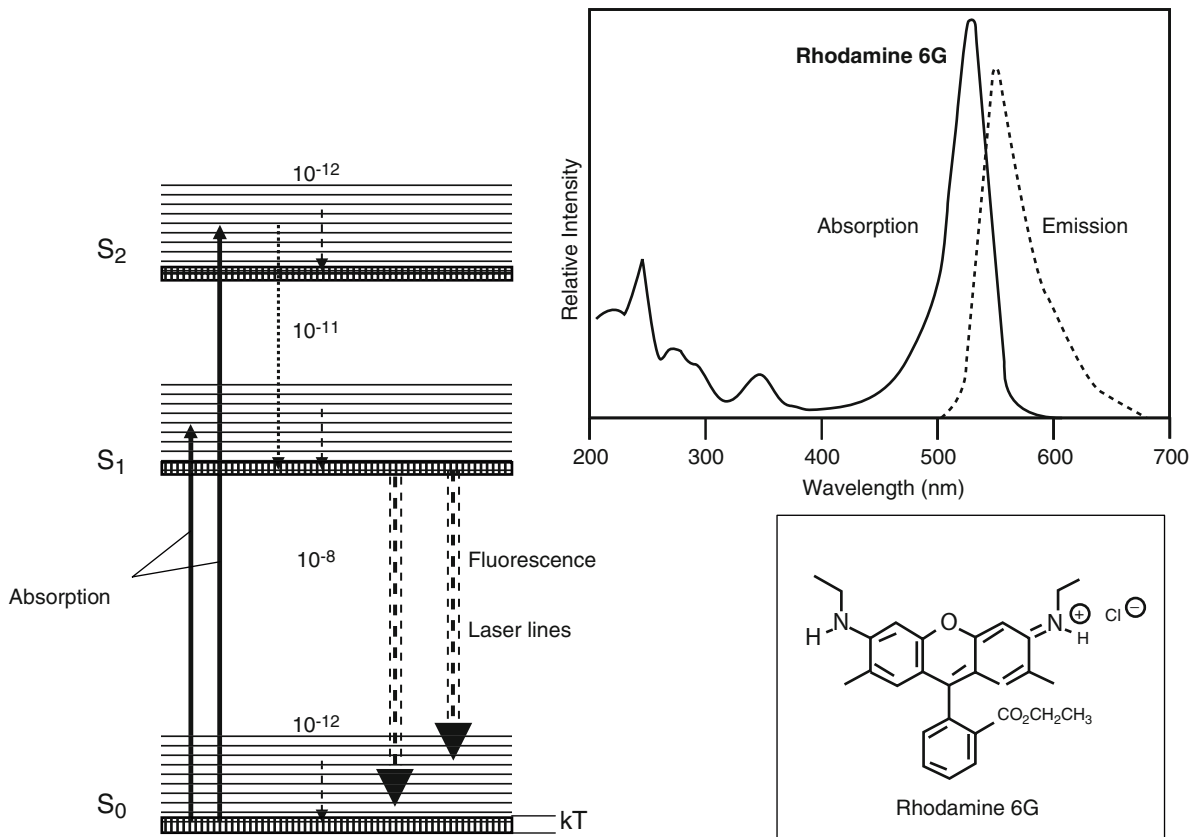 10⁻¹²
S₂
10⁻¹¹
S₁
Absorption
10⁻⁸
Fluorescence
Laser lines
10⁻¹²
S₀
kT
Rhodamine 6G
Relative Intensity
Absorption
Emission
200 300 400 500 600 700
Wavelength (nm)
O
H N
N H + Cl −
CO₂CH₂CH₃
Rhodamine 6G